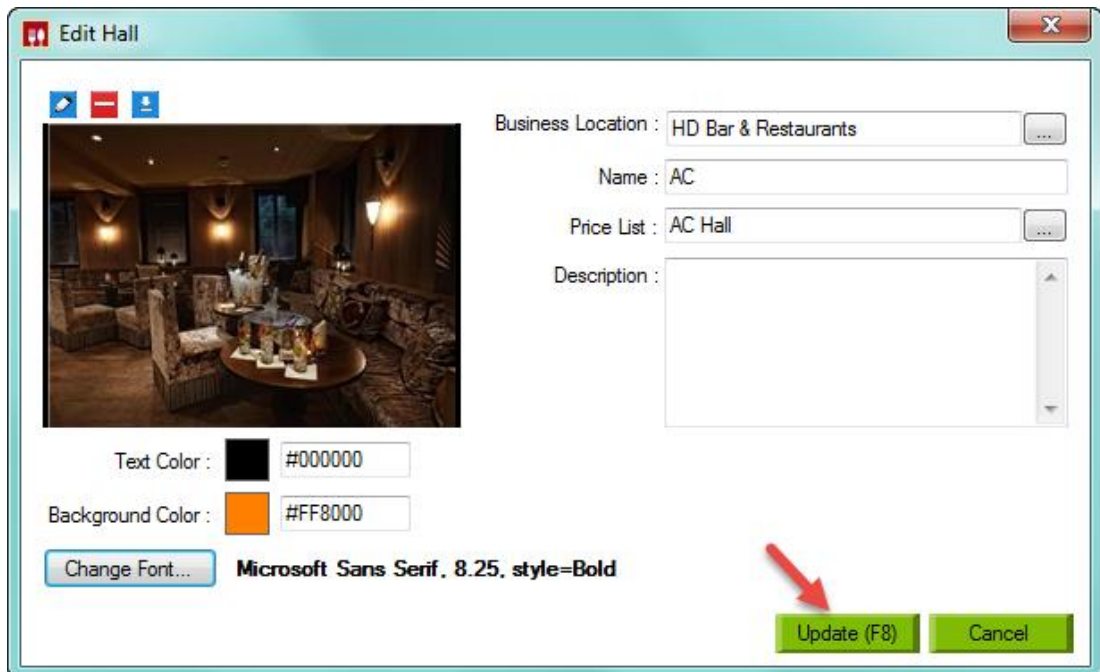 Edit Hall
Business Location : HD Bar & Restaurants ...
Name : AC
Price List : AC Hall ...
Description :
Text Color : #000000
Background Color : #FF8000
Change Font... Microsoft Sans Serif, 8.25, style=Bold
Update (F8) Cancel